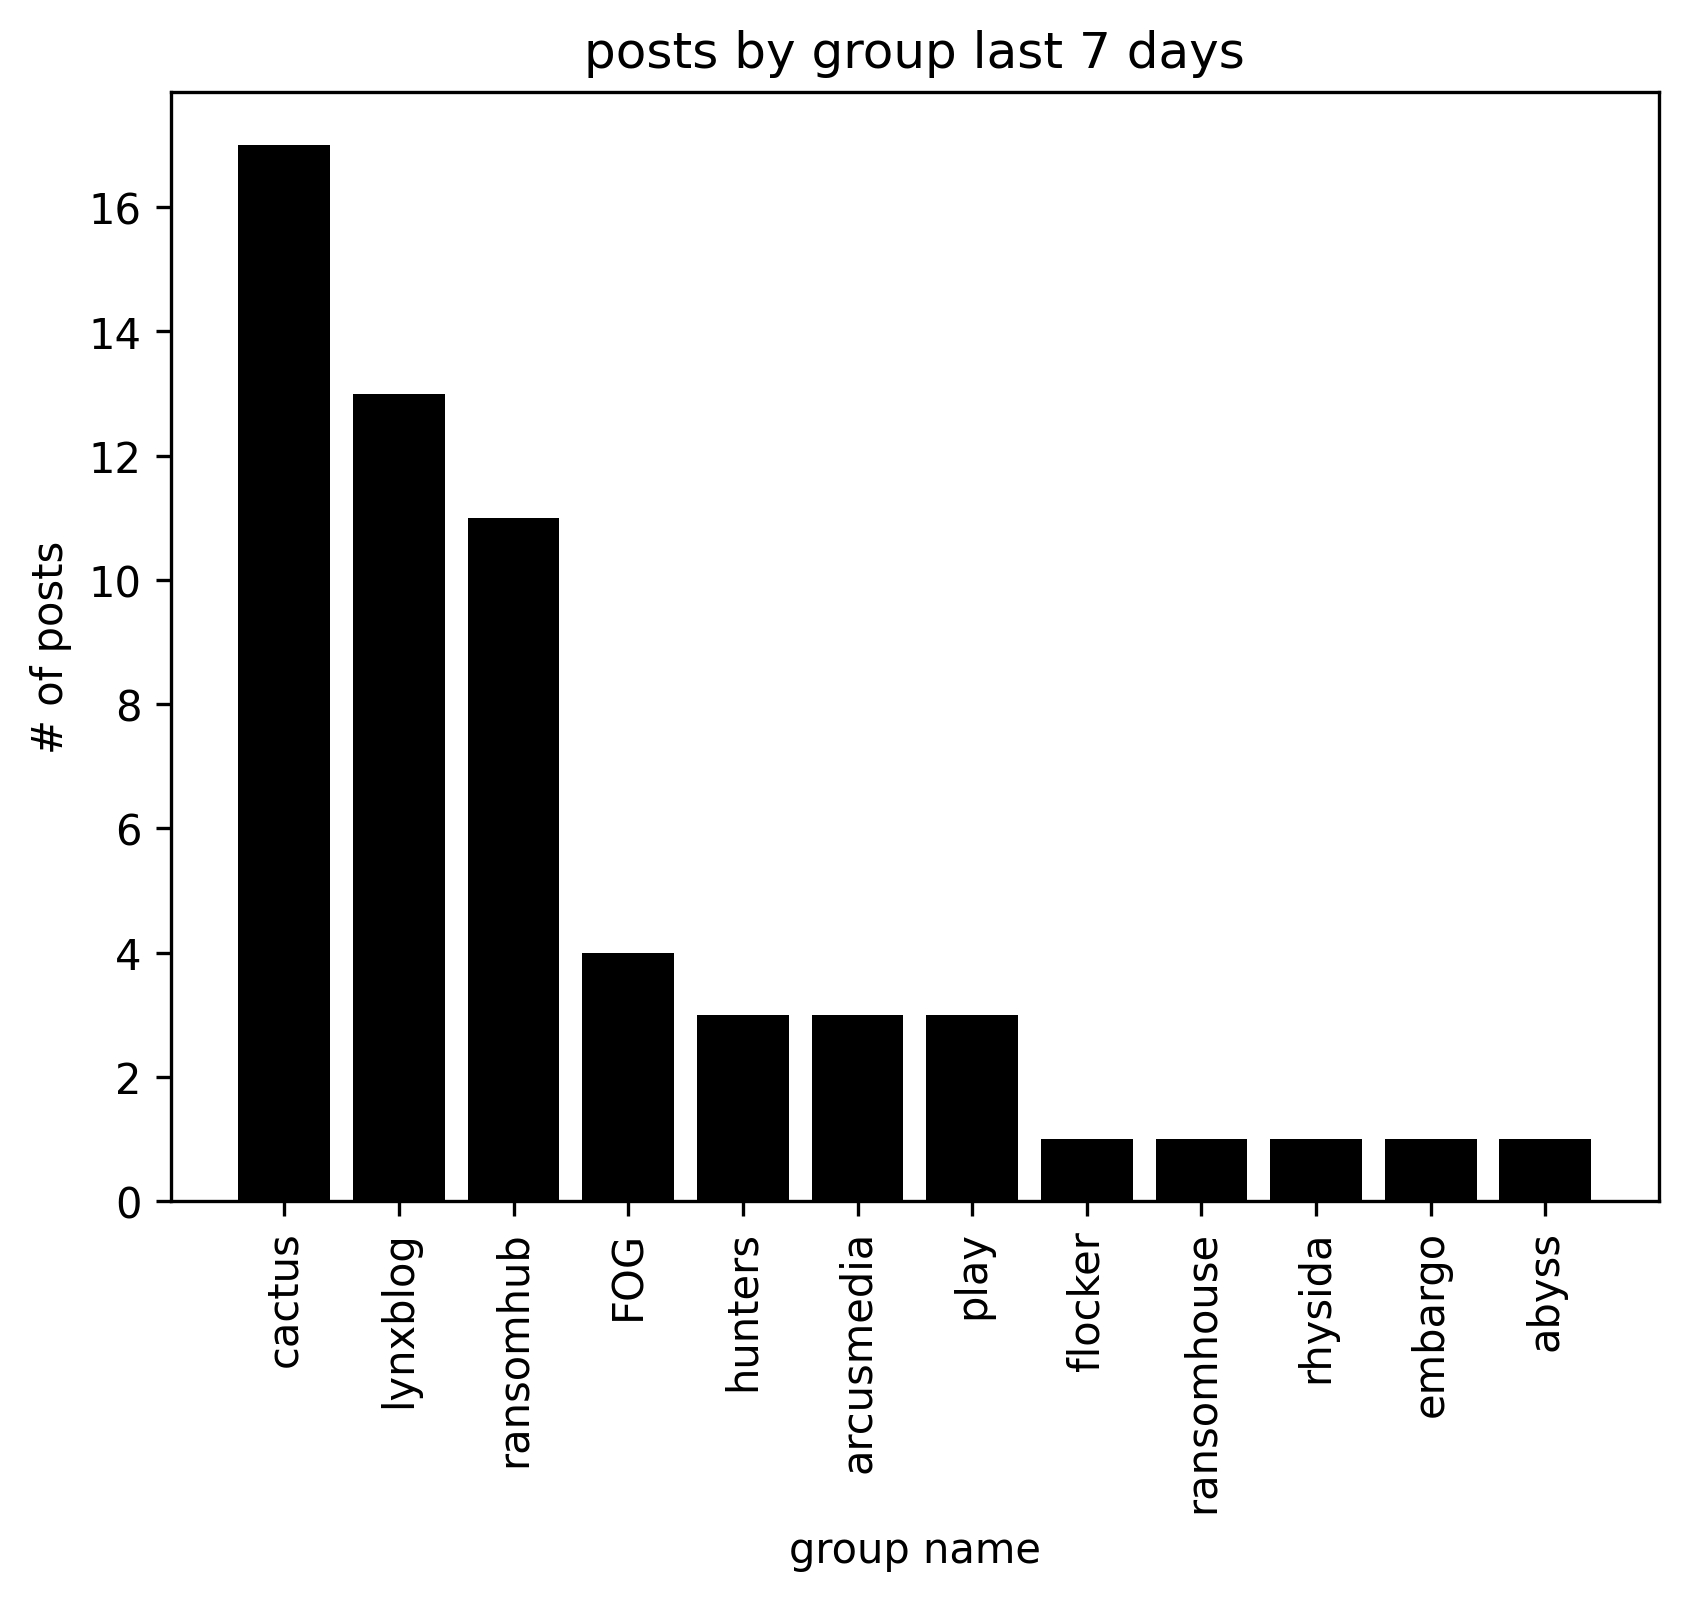 posts by group last 7 days
# of posts
16
14
12
10
8
6
4
2
0
cactus
lynxblog
ransomhub
FOG
hunters
arcusmedia
play
flocker
ransomhouse
rhysida
embargo
abyss
group name